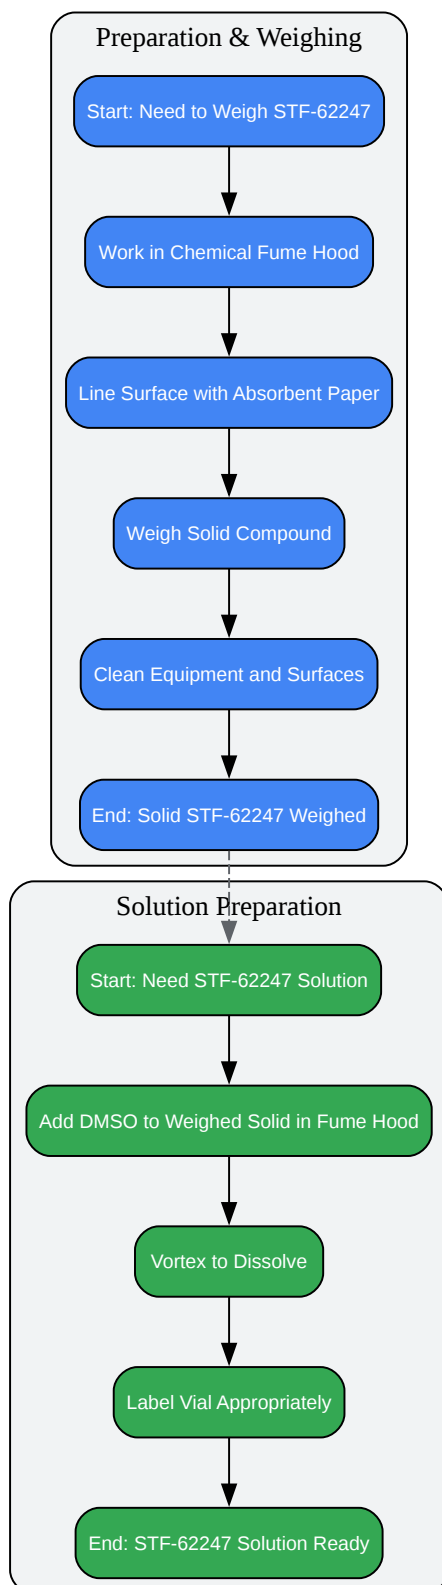 Preparation & Weighing
Start: Need to Weigh STF-62247
Work in Chemical Fume Hood
Line Surface with Absorbent Paper
Weigh Solid Compound
Clean Equipment and Surfaces
End: Solid STF-62247 Weighed
Solution Preparation
Start: Need STF-62247 Solution
Add DMSO to Weighed Solid in Fume Hood
Vortex to Dissolve
Label Vial Appropriately
End: STF-62247 Solution Ready